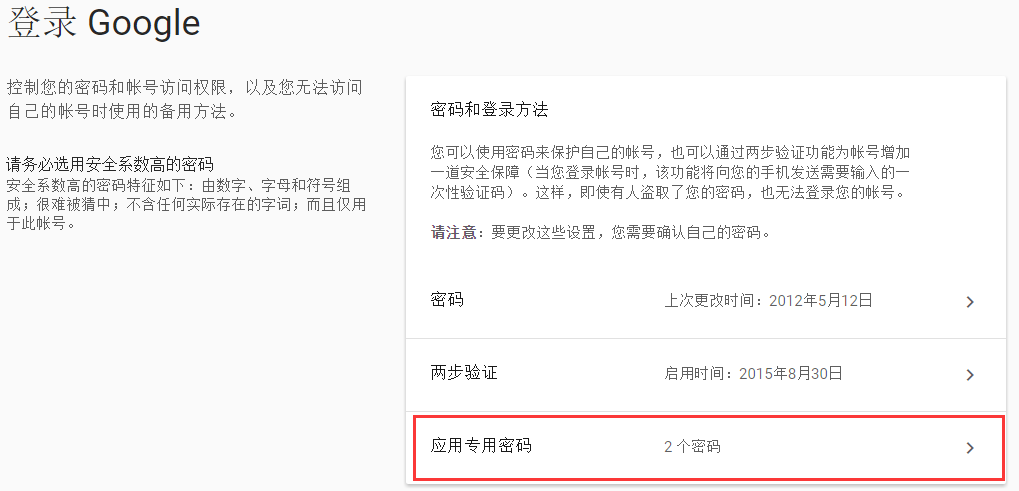 登录 Google
控制您的密码和帐号访问权限，以及您无法访问
自己的帐号时使用的备用方法。
请务必选用安全系数高的密码
安全系数高的密码特征如下：由数字、字母和符号组
成；很难被猜中；不含任何实际存在的字词；而且仅用
于此帐号。
密码和登录方法
您可以使用密码来保护自己的帐号，也可以通过两步验证功能为帐号增加
一道安全保障（当您登录帐号时，该功能将向您的手机发送需要输入的一
次性验证码）。这样，即使有人盗取了您的密码，也无法登录您的帐号。
请注意：要更改这些设置，您需要确认自己的密码。
密码 上次更改时间：2012年5月12日
两步验证 启用时间：2015年8月30日
应用专用密码 2 个密码